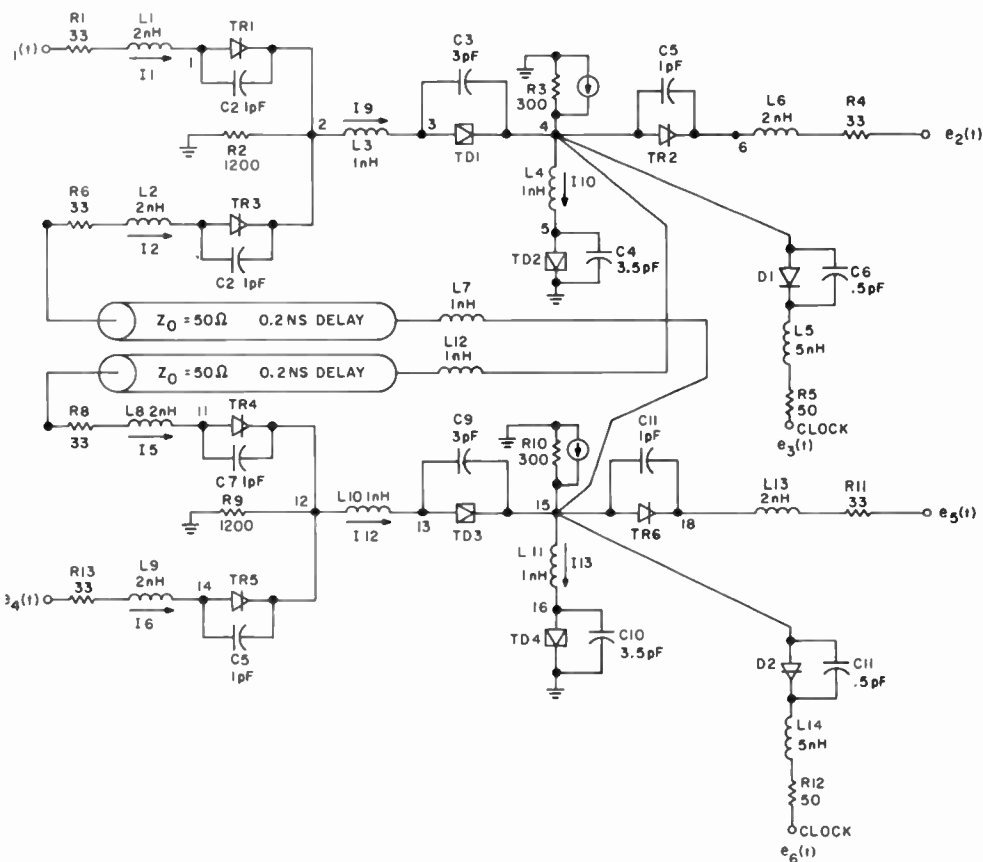 R1
33
L1
2nH
TR1
1(t)
I1
1
C2 1pF
R2
1200
2
I9
L3
1nH
C3
3pF
3
TD1
R3
300
4
C5
1pF
TR2
6
L6
2nH
R4
33
e2(t)
R6
33
L2
2nH
TR3
I2
C2 1pF
L4
1nH
I10
5
TD2
C4
3.5pF
D1
C6
.5pF
L5
5nH
R5
50
CLOCK
e3(t)
Z0 = 50Ω 0.2 NS DELAY
L7
1nH
Z0 = 50Ω 0.2 NS DELAY
L12
1nH
R8
33
L8 2nH
11
TR4
I5
C7 1pF
R9
1200
12
L10 1nH
I12
C9
3pF
13
TD3
R10
300
15
C11
1pF
TR6
18
L13
2nH
R11
33
e5(t)
e4(t)
R13
33
L9
2nH
14
TR5
I6
C5
1pF
L11
1nH
I13
16
TD4
C10
3.5pF
D2
C11
.5pF
L14
5nH
R12
50
CLOCK
e6(t)